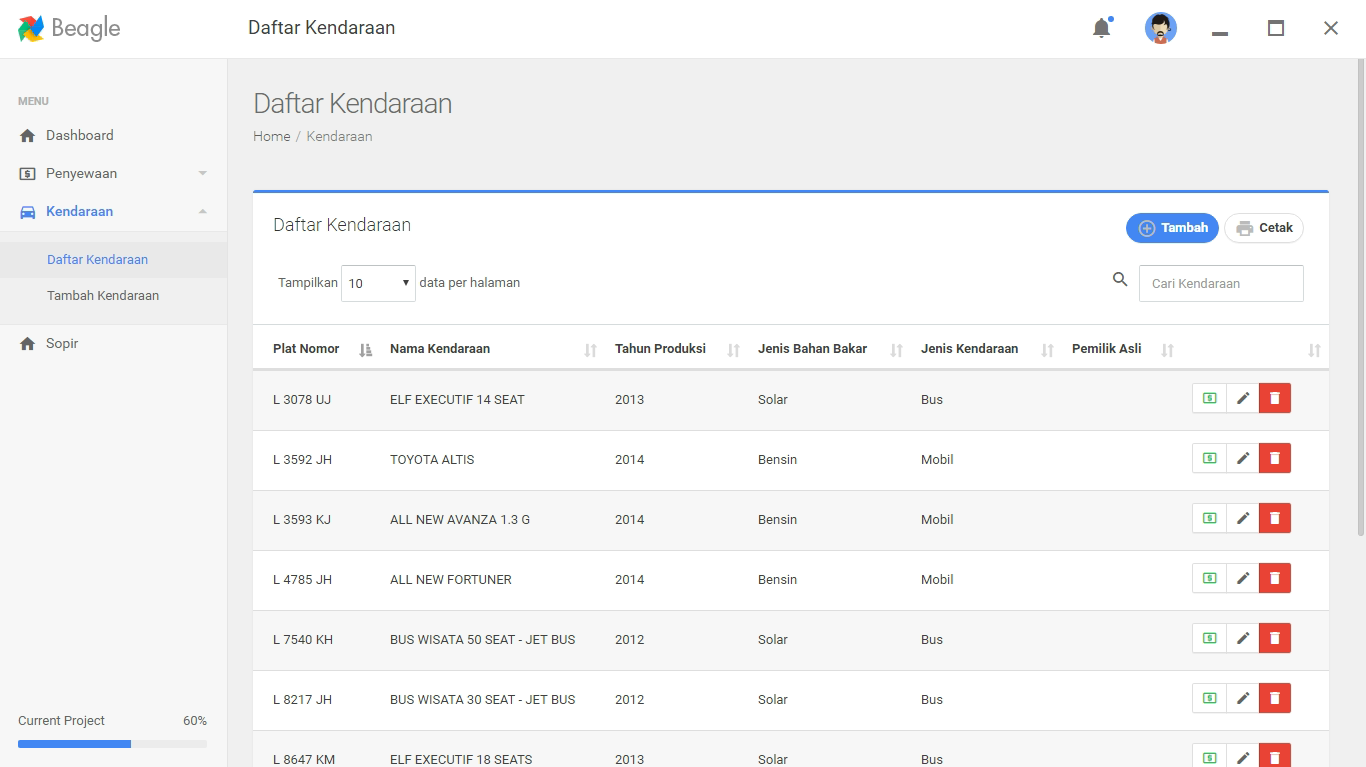 Beagle
Daftar Kendaraan
MENU
Dashboard
Penyewaan
Kendaraan
Daftar Kendaraan
Tambah Kendaraan
Sopir
Current Project 60%
Daftar Kendaraan
Home / Kendaraan
Daftar Kendaraan
Tambah Cetak
Tampilkan 10 data per halaman Cari Kendaraan
Plat Nomor Nama Kendaraan Tahun Produksi Jenis Bahan Bakar Jenis Kendaraan Pemilik Asli
L 3078 UJ ELF EXECUTIF 14 SEAT 2013 Solar Bus
L 3592 JH TOYOTA ALTIS 2014 Bensin Mobil
L 3593 KJ ALL NEW AVANZA 1.3 G 2014 Bensin Mobil
L 4785 JH ALL NEW FORTUNER 2014 Bensin Mobil
L 7540 KH BUS WISATA 50 SEAT - JET BUS 2012 Solar Bus
L 8217 JH BUS WISATA 30 SEAT - JET BUS 2012 Solar Bus
L 8647 KM ELF EXECUTIF 18 SEATS 2013 Solar Bus